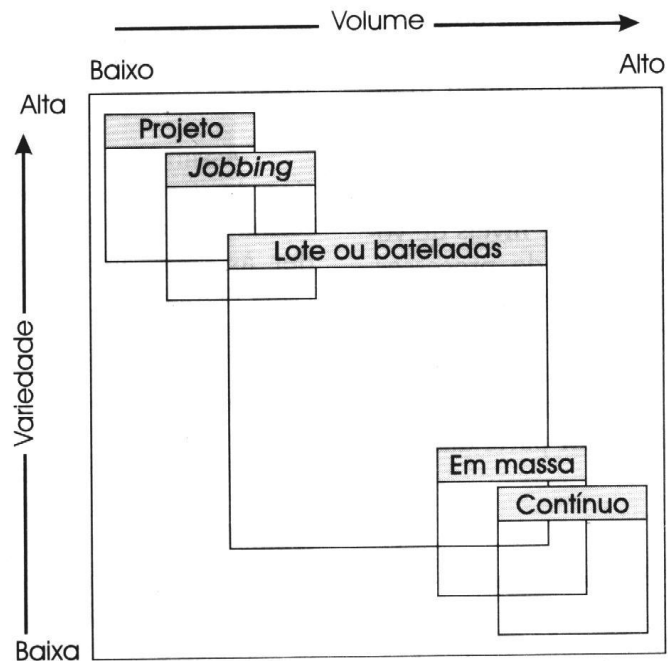 Volume
Baixo
Alto
Alta
Projeto
Jobbing
Lote ou bateladas
Variedade
Em massa
Contínuo
Baixa